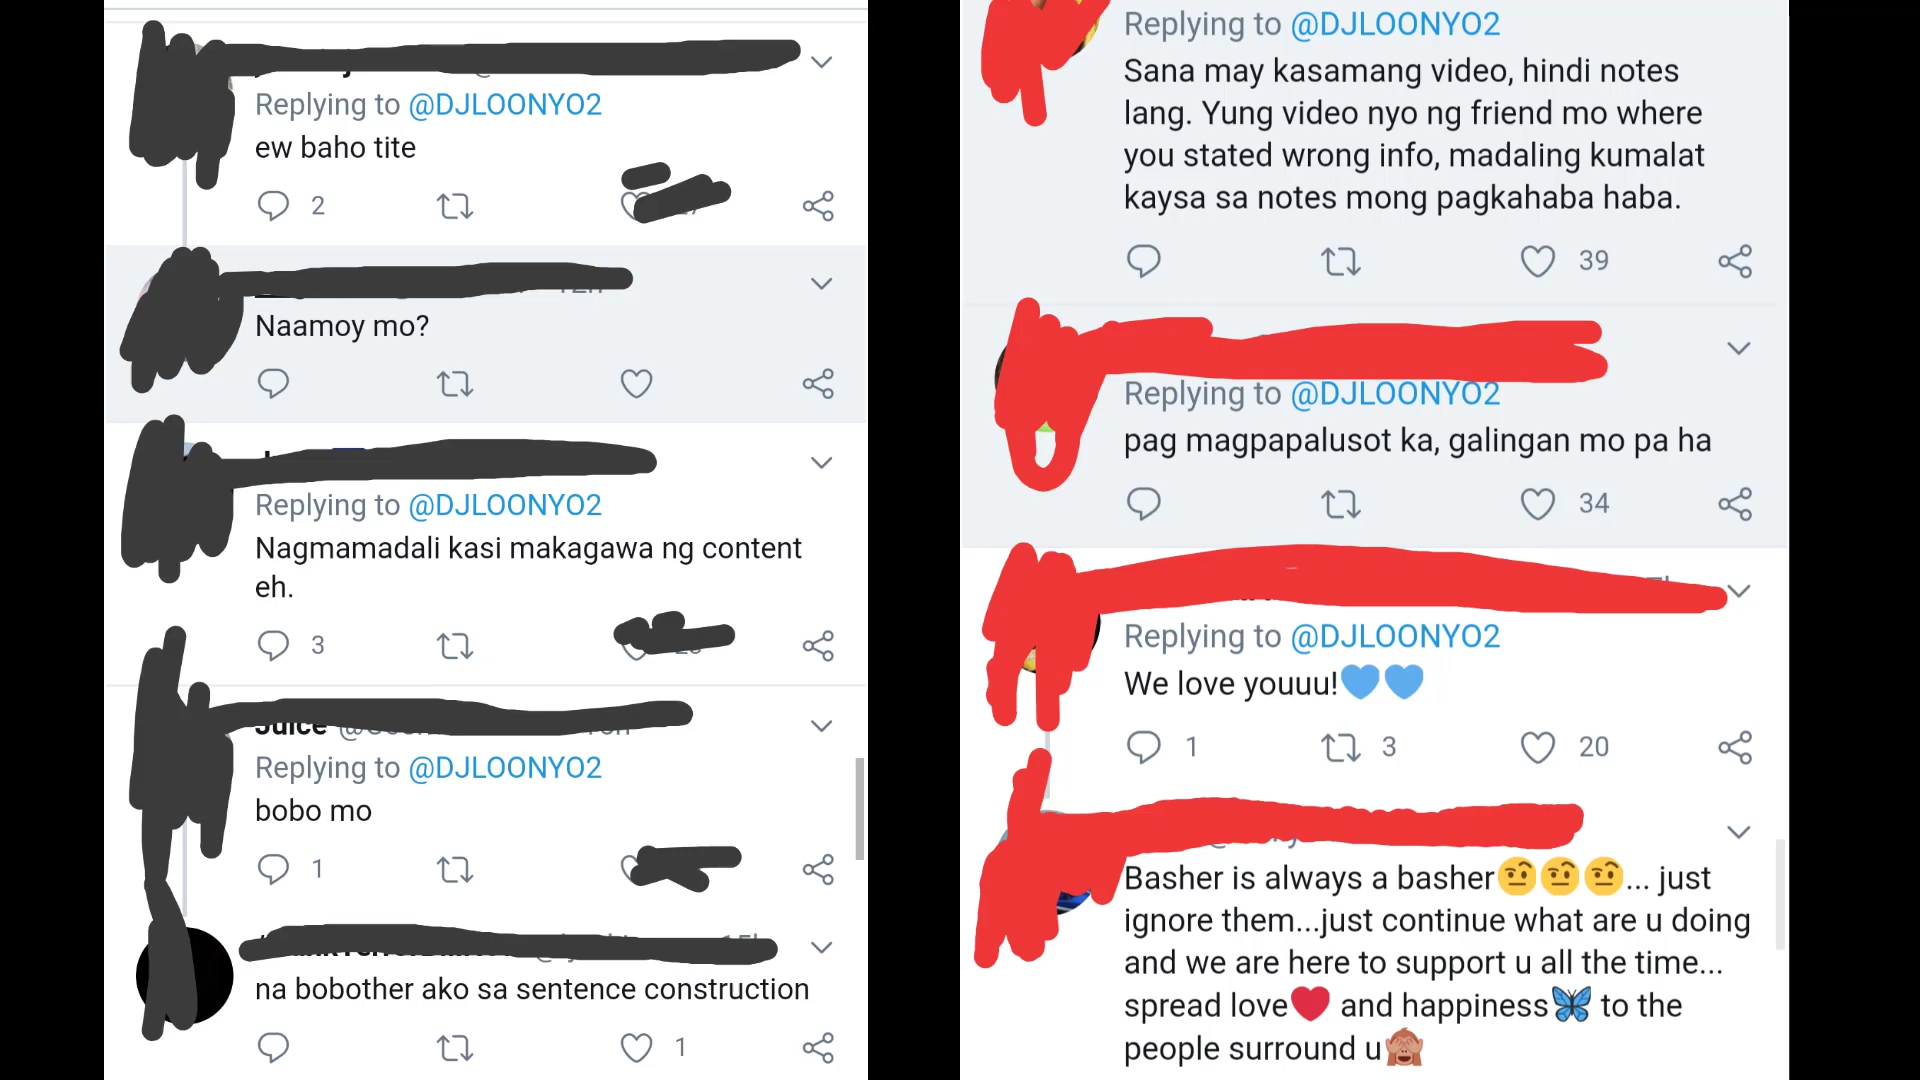 Replying to @DJLOONYO2
ew baho tite
2
Naamoy mo?
Replying to @DJLOONYO2
Nagmamadali kasi makagawa ng content
eh.
3
Juice
Replying to @DJLOONYO2
bobo mo
1
na bobother ako sa sentence construction
1
Replying to @DJLOONYO2
Sana may kasamang video, hindi notes
lang. Yung video nyo ng friend mo where
you stated wrong info, madaling kumalat
kaysa sa notes mong pagkahaba haba.
39
Replying to @DJLOONYO2
pag magpapalusot ka, galingan mo pa ha
34
Replying to @DJLOONYO2
We love youuu!💙💙
1 3 20
Basher is always a basher🤨🤨🤨... just
ignore them...just continue what are u doing
and we are here to support u all the time...
spread love❤️ and happiness🦋 to the
people surround u🙈